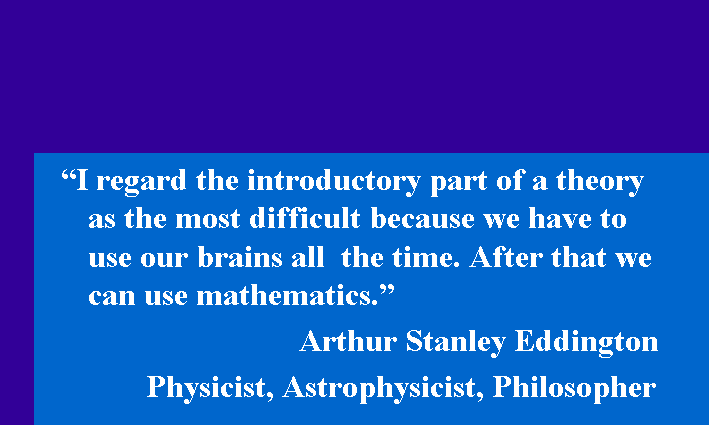 “I regard the introductory part of a theory
as the most difficult because we have to
use our brains all  the time. After that we
can use mathematics.”
Arthur Stanley Eddington
Physicist, Astrophysicist, Philosopher